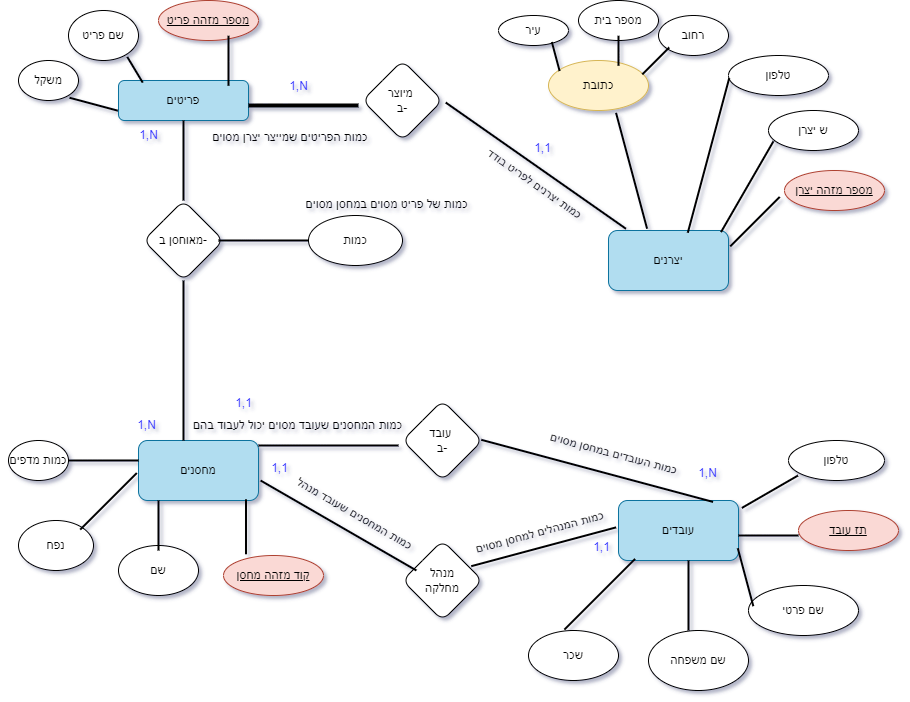 מספר מזהה פריט
שם פריט
משקל
פריטים
1,N
1,N
מיוצר
ב-
כמות הפריטים שמייצר יצרן מסוים
עיר
מספר בית
רחוב
כתובת
טלפון
ש יצרן
מספר מזהה יצרן
1,1
כמות יצרנים לפריט בודד
יצרנים
כמות של פריט מסוים במחסן מסוים
מאוחסן ב-
כמות
1,1
1,N
כמות המחסנים שעובד מסוים יכול לעבוד בהם
עובד
ב-
כמות העובדים במחסן מסוים
1,N
כמות מדפים
מחסנים
1,1
כמות המחסנים שעובד מנהל
נפח
שם
קוד מזהה מחסן
מנהל
מחלקה
כמות המנהלים למחסן מסוים
1,1
עובדים
טלפון
תז עובד
שם פרטי
שכר
שם משפחה